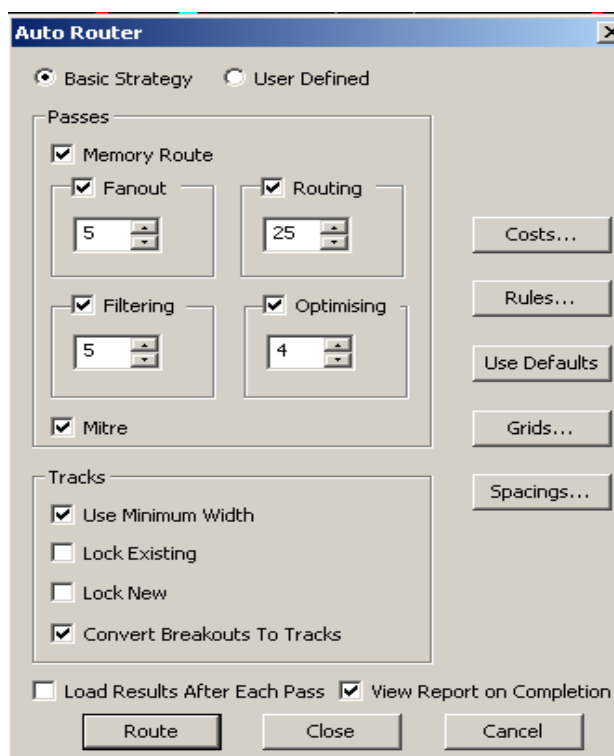 Auto Router
Basic Strategy User Defined
Passes
Memory Route
Fanout Routing
5 25
Costs...
Filtering Optimising
Rules...
5 4
Use Defaults
Mitre
Grids...
Tracks
Spacings...
Use Minimum Width
Lock Existing
Lock New
Convert Breakouts To Tracks
Load Results After Each Pass View Report on Completion
Route Close Cancel